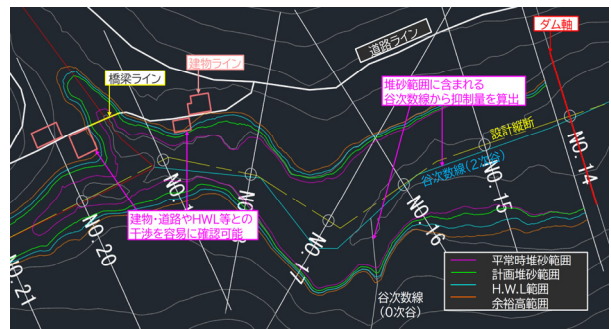 ダム軸
道路ライン
建物ライン
橋梁ライン
堆砂範囲に含まれる
谷次数線から抑制量を算出
設計縦断
谷次数線(2次谷)
NO.14
NO.15
NO.16
NO.17
NO.20
NO.21
建物・道路やHWL等との
干渉を容易に確認可能
谷次数線
(0次谷)
平常時堆砂範囲
計画堆砂範囲
H.W.L範囲
余裕高範囲